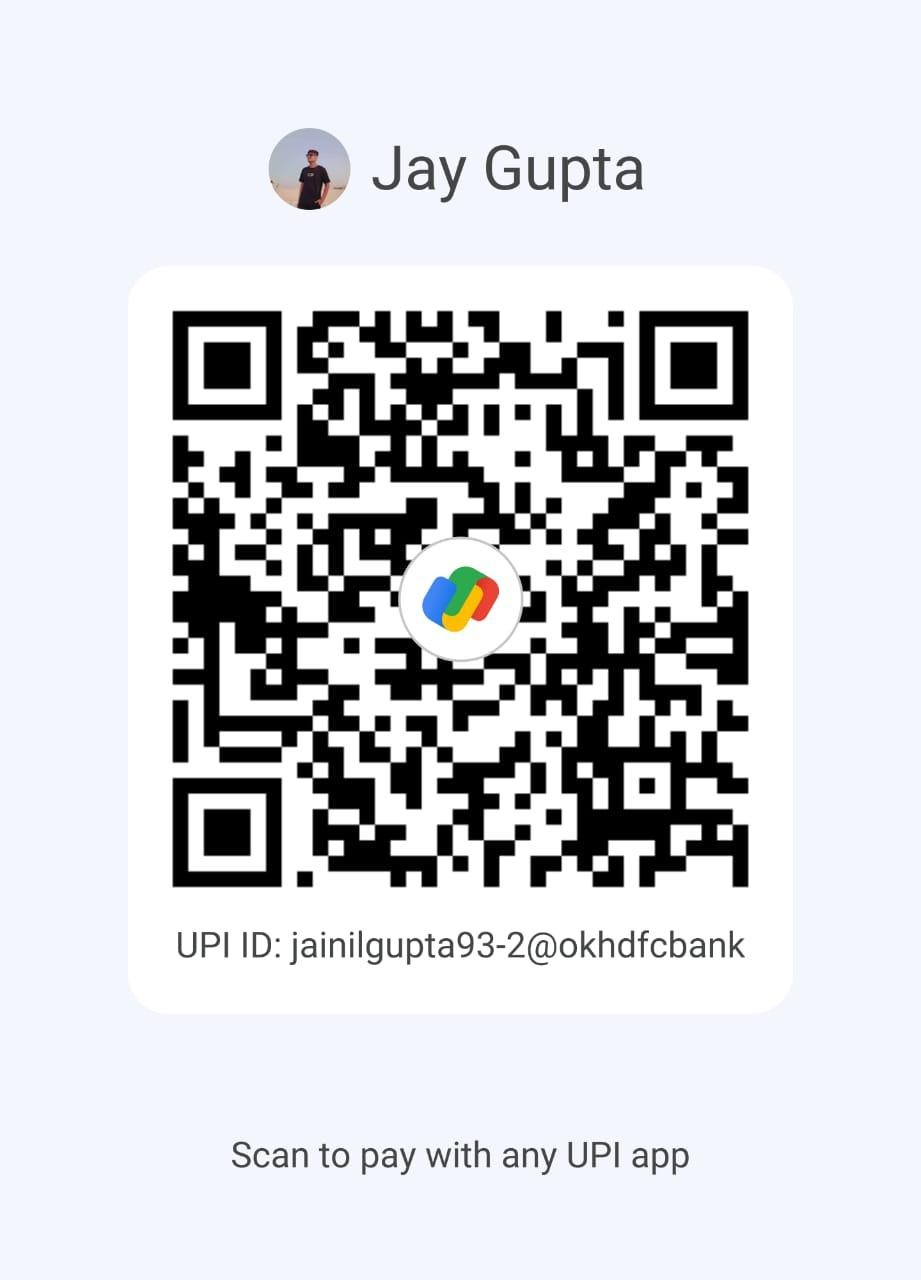 Jay Gupta
UPI ID: jainilgupta93-2@okhdfcbank
Scan to pay with any UPI app